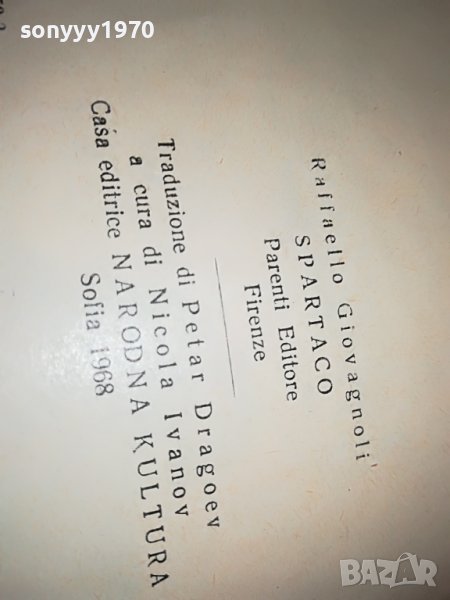 sonyyy1970
Raffaello Giovagnoli
SPARTACO
Parenti Editore
Firenze
Traduzione di Petar Dragoev
a cura di Nicola Ivanov
Casa editrice NARODNA KULTURA
Sofia 1968
BAZAR